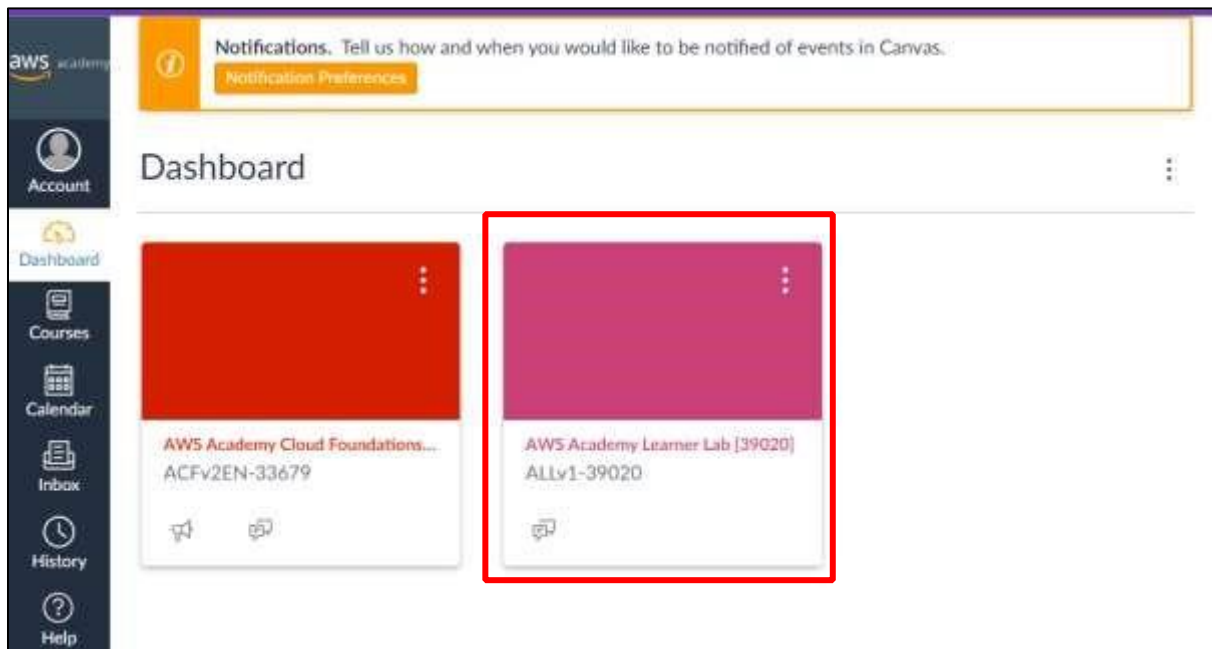 aws academy
Notifications. Tell us how and when you would like to be notified of events in Canvas.
Notification Preferences
Account
Dashboard
Courses
Calendar
Inbox
History
Help
Dashboard
AWS Academy Cloud Foundations...
ACFv2EN-33679
AWS Academy Learner Lab [39020]
ALLv1-39020